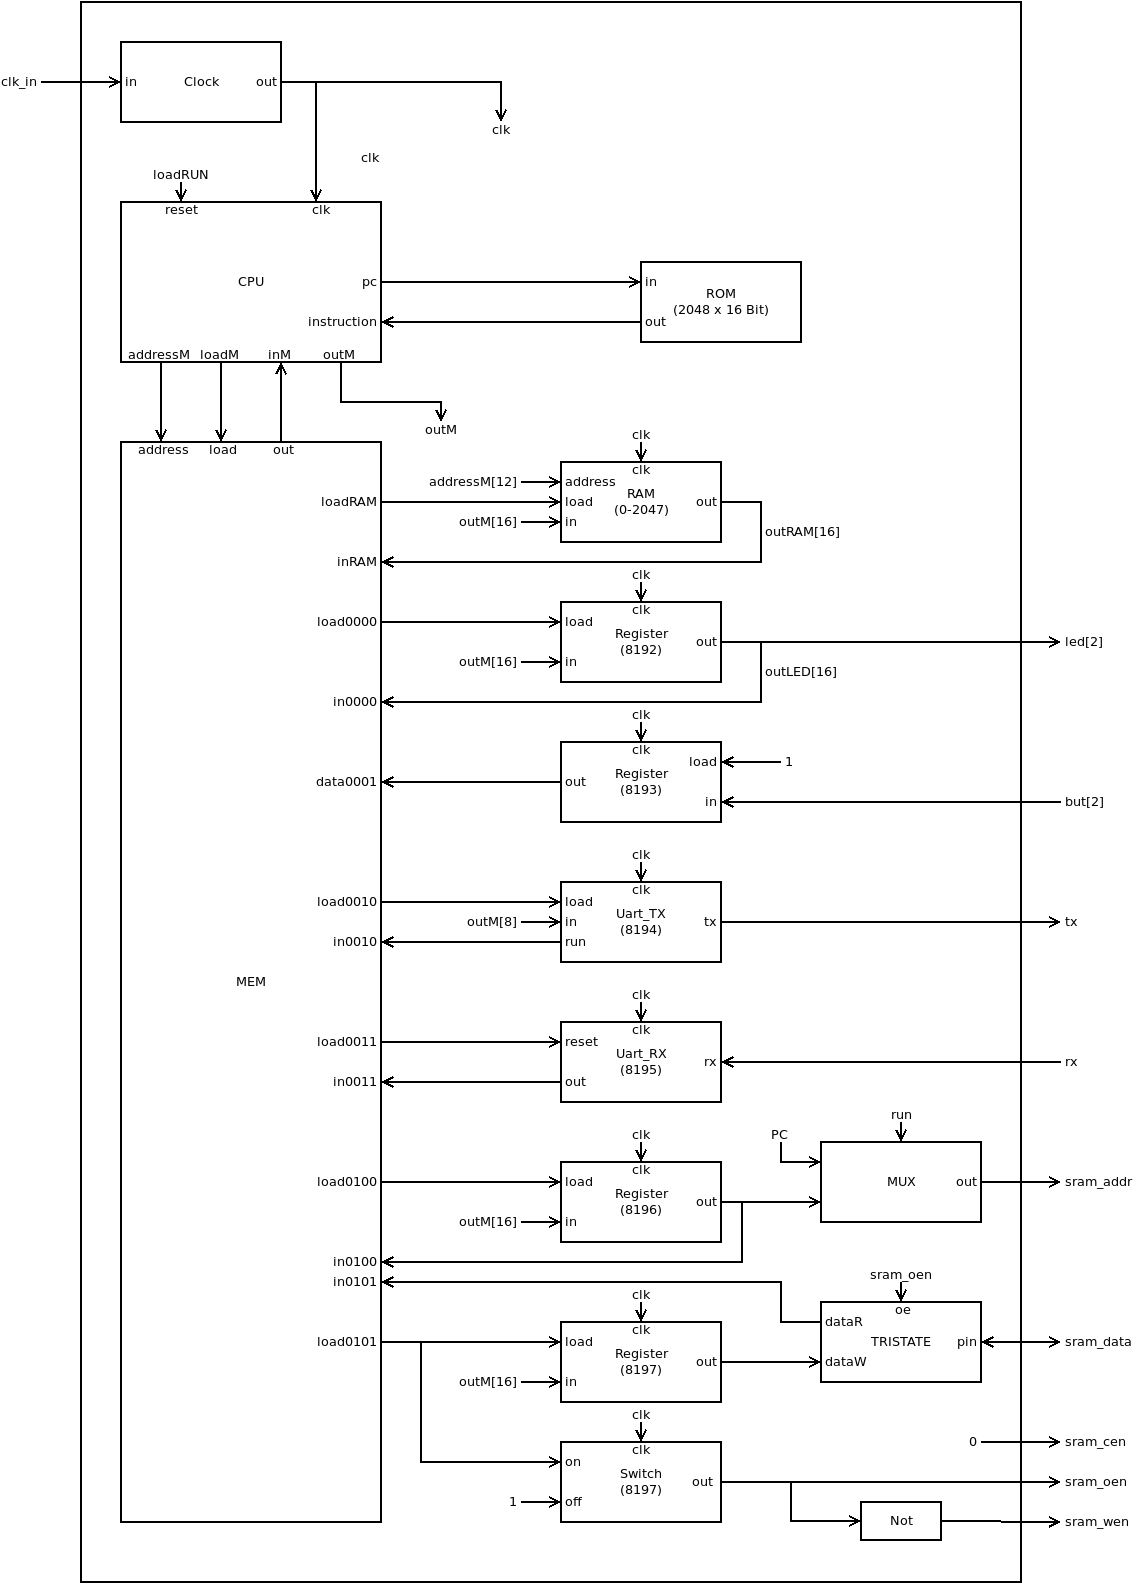 clk_in
in
Clock
out
clk
clk
loadRUN
reset
clk
CPU
pc
instruction
in
ROM
(2048 x 16 Bit)
out
addressM
loadM
inM
outM
outM
address
load
out
MEM
loadRAM
addressM[12]
outM[16]
clk
clk
address
load
in
RAM
(0-2047)
out
outRAM[16]
inRAM
load0000
outM[16]
clk
clk
load
Register
(8192)
in
out
led[2]
outLED[16]
in0000
clk
clk
load
1
Register
(8193)
out
data0001
in
but[2]
clk
clk
load0010
load
outM[8]
in
Uart_TX
(8194)
tx
tx
in0010
run
clk
clk
load0011
reset
Uart_RX
(8195)
rx
rx
in0011
out
clk
clk
load0100
load
Register
(8196)
out
outM[16]
in
in0100
run
PC
MUX
out
sram_addr
in0101
sram_oen
oe
dataR
TRISTATE
pin
sram_data
dataW
clk
clk
load0101
load
Register
(8197)
out
outM[16]
in
clk
clk
on
Switch
(8197)
out
1
off
0
sram_cen
sram_oen
Not
sram_wen